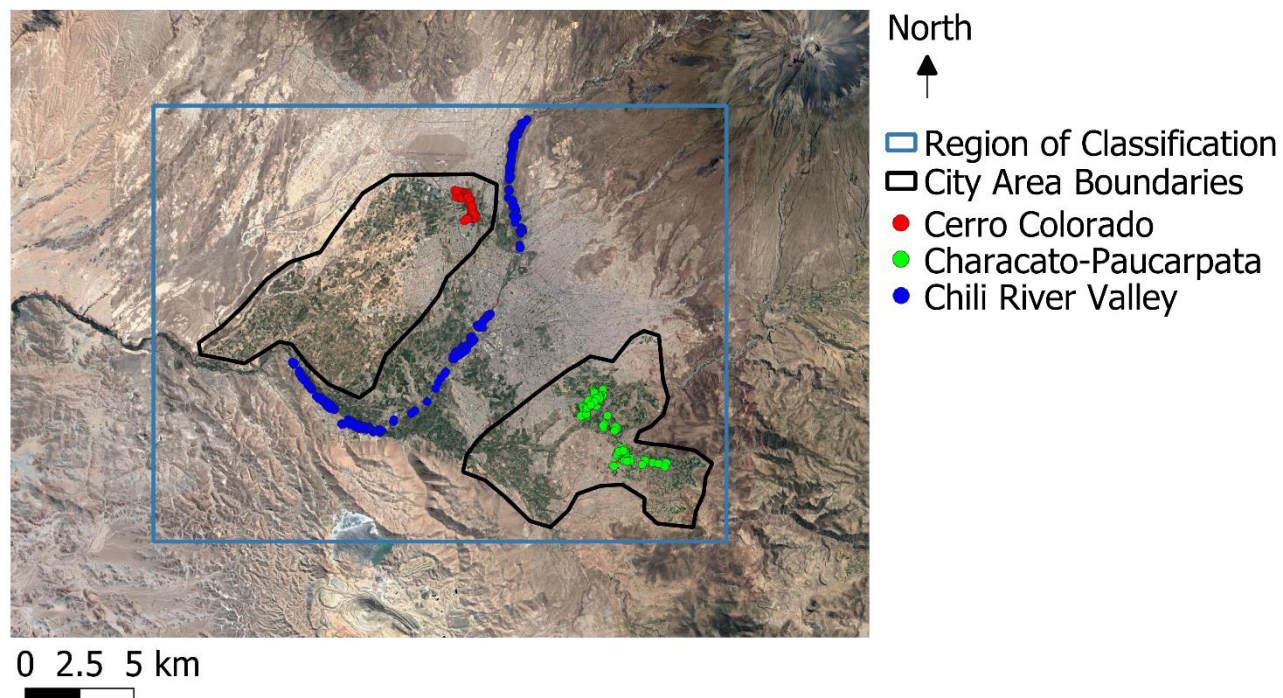 North
Region of Classification
City Area Boundaries
Cerro Colorado
Characato-Paucarpata
Chili River Valley
0 2.5 5 km